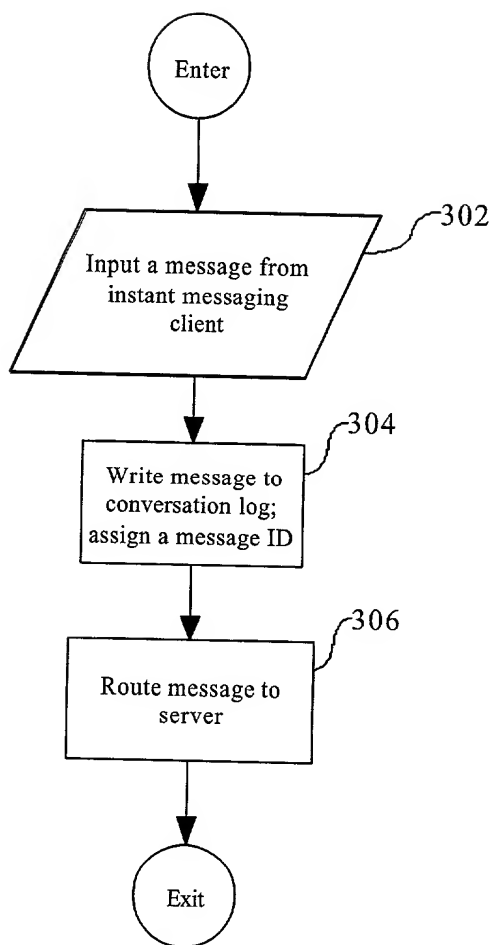 Enter
302
Input a message from
instant messaging
client
304
Write message to
conversation log;
assign a message ID
306
Route message to
server
Exit